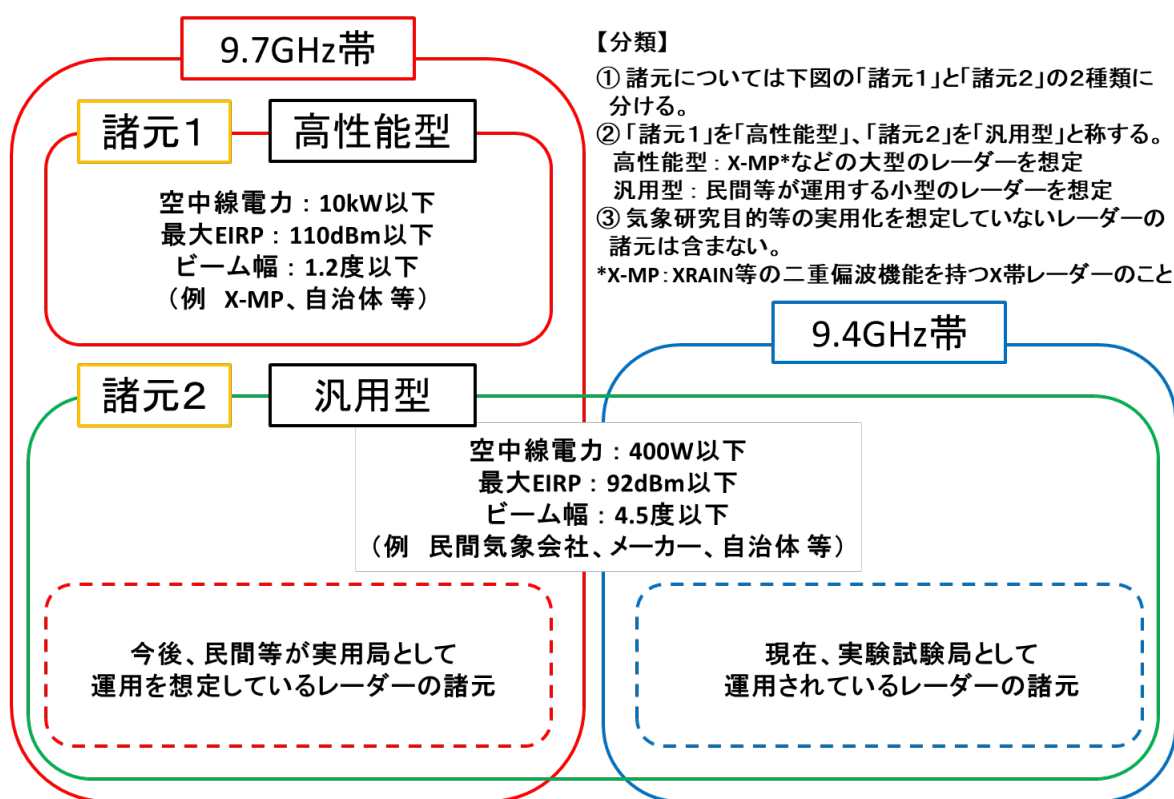 9.7GHz帯
諸元1
高性能型
空中線電力：10kW以下
最大EIRP：110dBm以下
ビーム幅：1.2度以下
（例　X-MP、自治体 等）
【分類】
① 諸元については下図の「諸元1」と「諸元2」の2種類に
分ける。
②「諸元1」を「高性能型」、「諸元2」を「汎用型」と称する。
高性能型：X-MP*などの大型のレーダーを想定
汎用型：民間等が運用する小型のレーダーを想定
③ 気象研究目的等の実用化を想定していないレーダーの
諸元は含まない。
*X-MP：XRAIN等の二重偏波機能を持つX帯レーダーのこと
9.4GHz帯
諸元2
汎用型
空中線電力：400W以下
最大EIRP：92dBm以下
ビーム幅：4.5度以下
（例　民間気象会社、メーカー、自治体 等）
今後、民間等が実用局として
運用を想定しているレーダーの諸元
現在、実験試験局として
運用されているレーダーの諸元